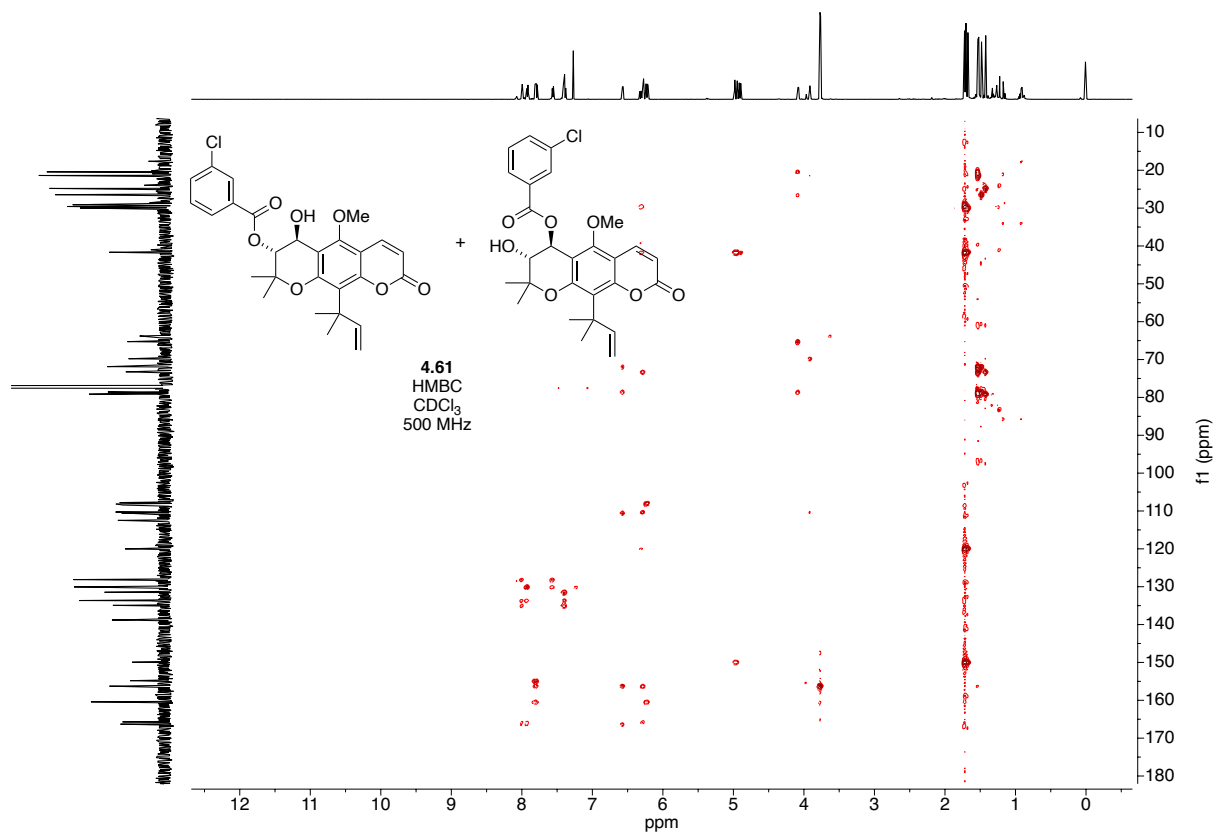 Cl
O
O
OH
OMe
O
O
O
+
Cl
O
O
OMe
HO
O
O
O
4.61
HMBC
CDCl3
500 MHz
10
20
30
40
50
60
70
80
90
100
110
120
130
140
150
160
170
180
f1 (ppm)
12 11 10 9 8 7 6 5 4 3 2 1 0
ppm